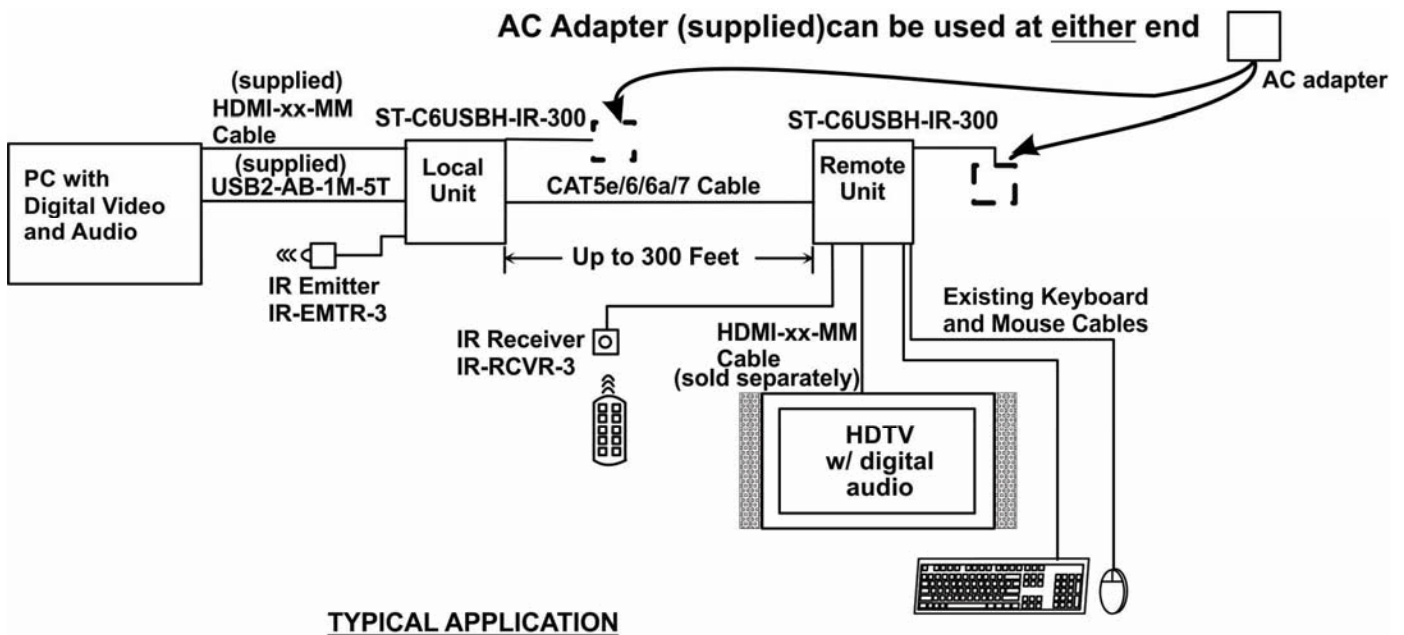 AC Adapter (supplied)can be used at either end
AC adapter
(supplied)
HDMI-xx-MM
Cable
(supplied)
USB2-AB-1M-5T
PC with
Digital Video
and Audio
ST-C6USBH-IR-300
Local
Unit
CAT5e/6/6a/7 Cable
ST-C6USBH-IR-300
Remote
Unit
Up to 300 Feet
IR Emitter
IR-EMTR-3
IR Receiver
IR-RCVR-3
HDMI-xx-MM
Cable
(sold separately)
Existing Keyboard
and Mouse Cables
HDTV
w/ digital
audio
TYPICAL APPLICATION